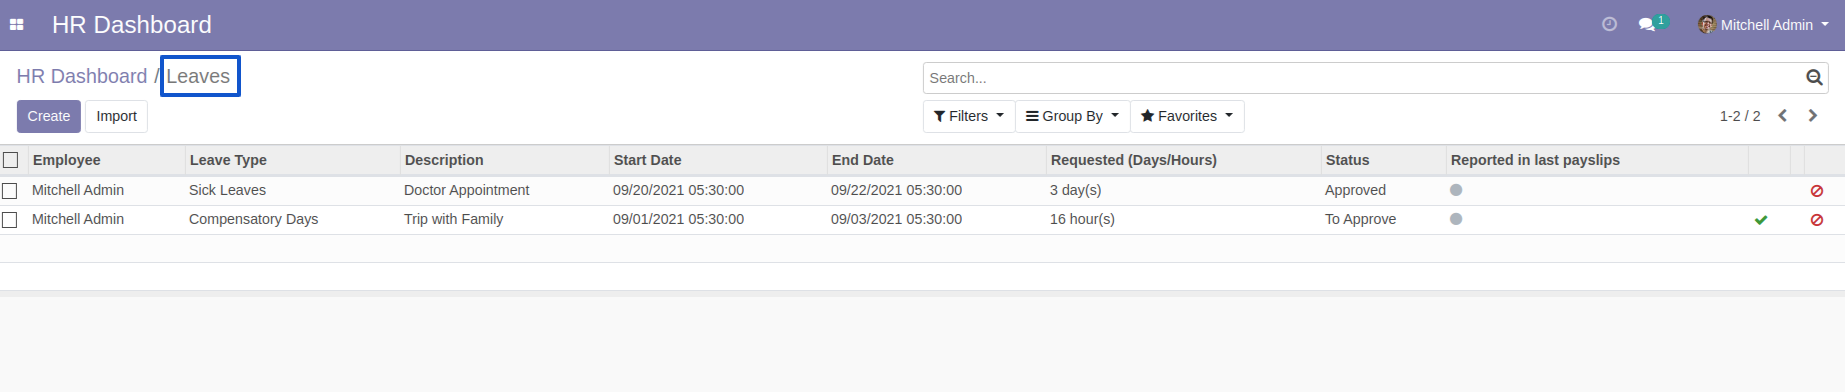 HR Dashboard
1
Mitchell Admin
HR Dashboard / Leaves
Search...
Create Import
Filters Group By Favorites
1-2 / 2
Employee Leave Type Description Start Date End Date Requested (Days/Hours) Status Reported in last payslips
Mitchell Admin Sick Leaves Doctor Appointment 09/20/2021 05:30:00 09/22/2021 05:30:00 3 day(s) Approved
Mitchell Admin Compensatory Days Trip with Family 09/01/2021 05:30:00 09/03/2021 05:30:00 16 hour(s) To Approve